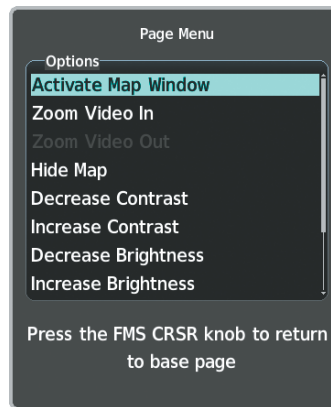 Page Menu
Options
Activate Map Window
Zoom Video In
Zoom Video Out
Hide Map
Decrease Contrast
Increase Contrast
Decrease Brightness
Increase Brightness
Press the FMS CRSR knob to return
to base page